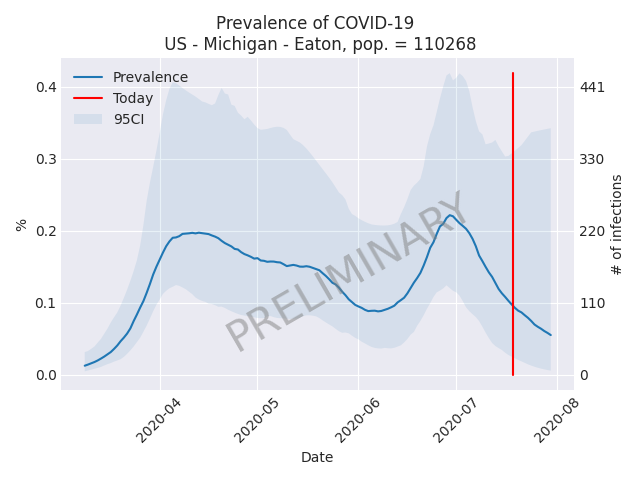 Prevalence of COVID-19
US - Michigan - Eaton, pop. = 110268
Prevalence
Today
95CI
0.4
0.3
0.2
0.1
0.0
%
441
330
220
110
0
# of infections
PRELIMINARY
2020-04
2020-05
2020-06
2020-07
2020-08
Date